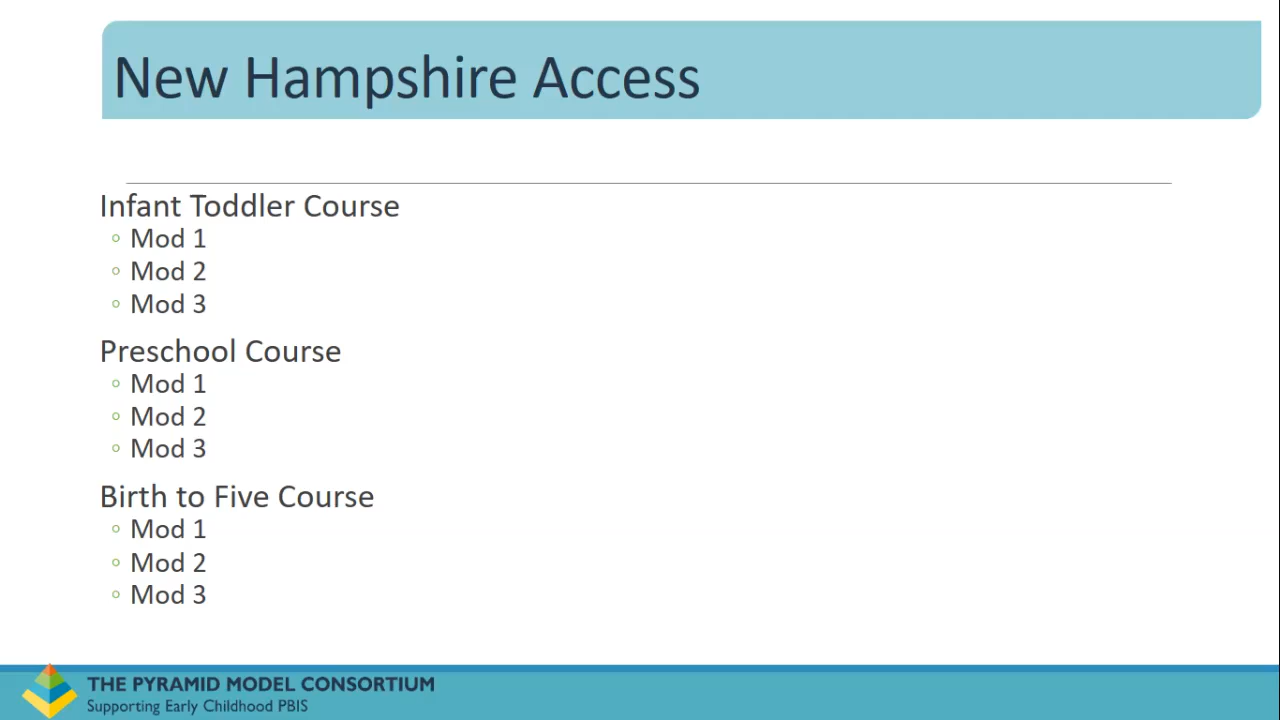 New Hampshire Access
Infant Toddler Course
Mod 1
Mod 2
Mod 3
Preschool Course
Mod 1
Mod 2
Mod 3
Birth to Five Course
Mod 1
Mod 2
Mod 3
THE PYRAMID MODEL CONSORTIUM
Supporting Early Childhood PBIS